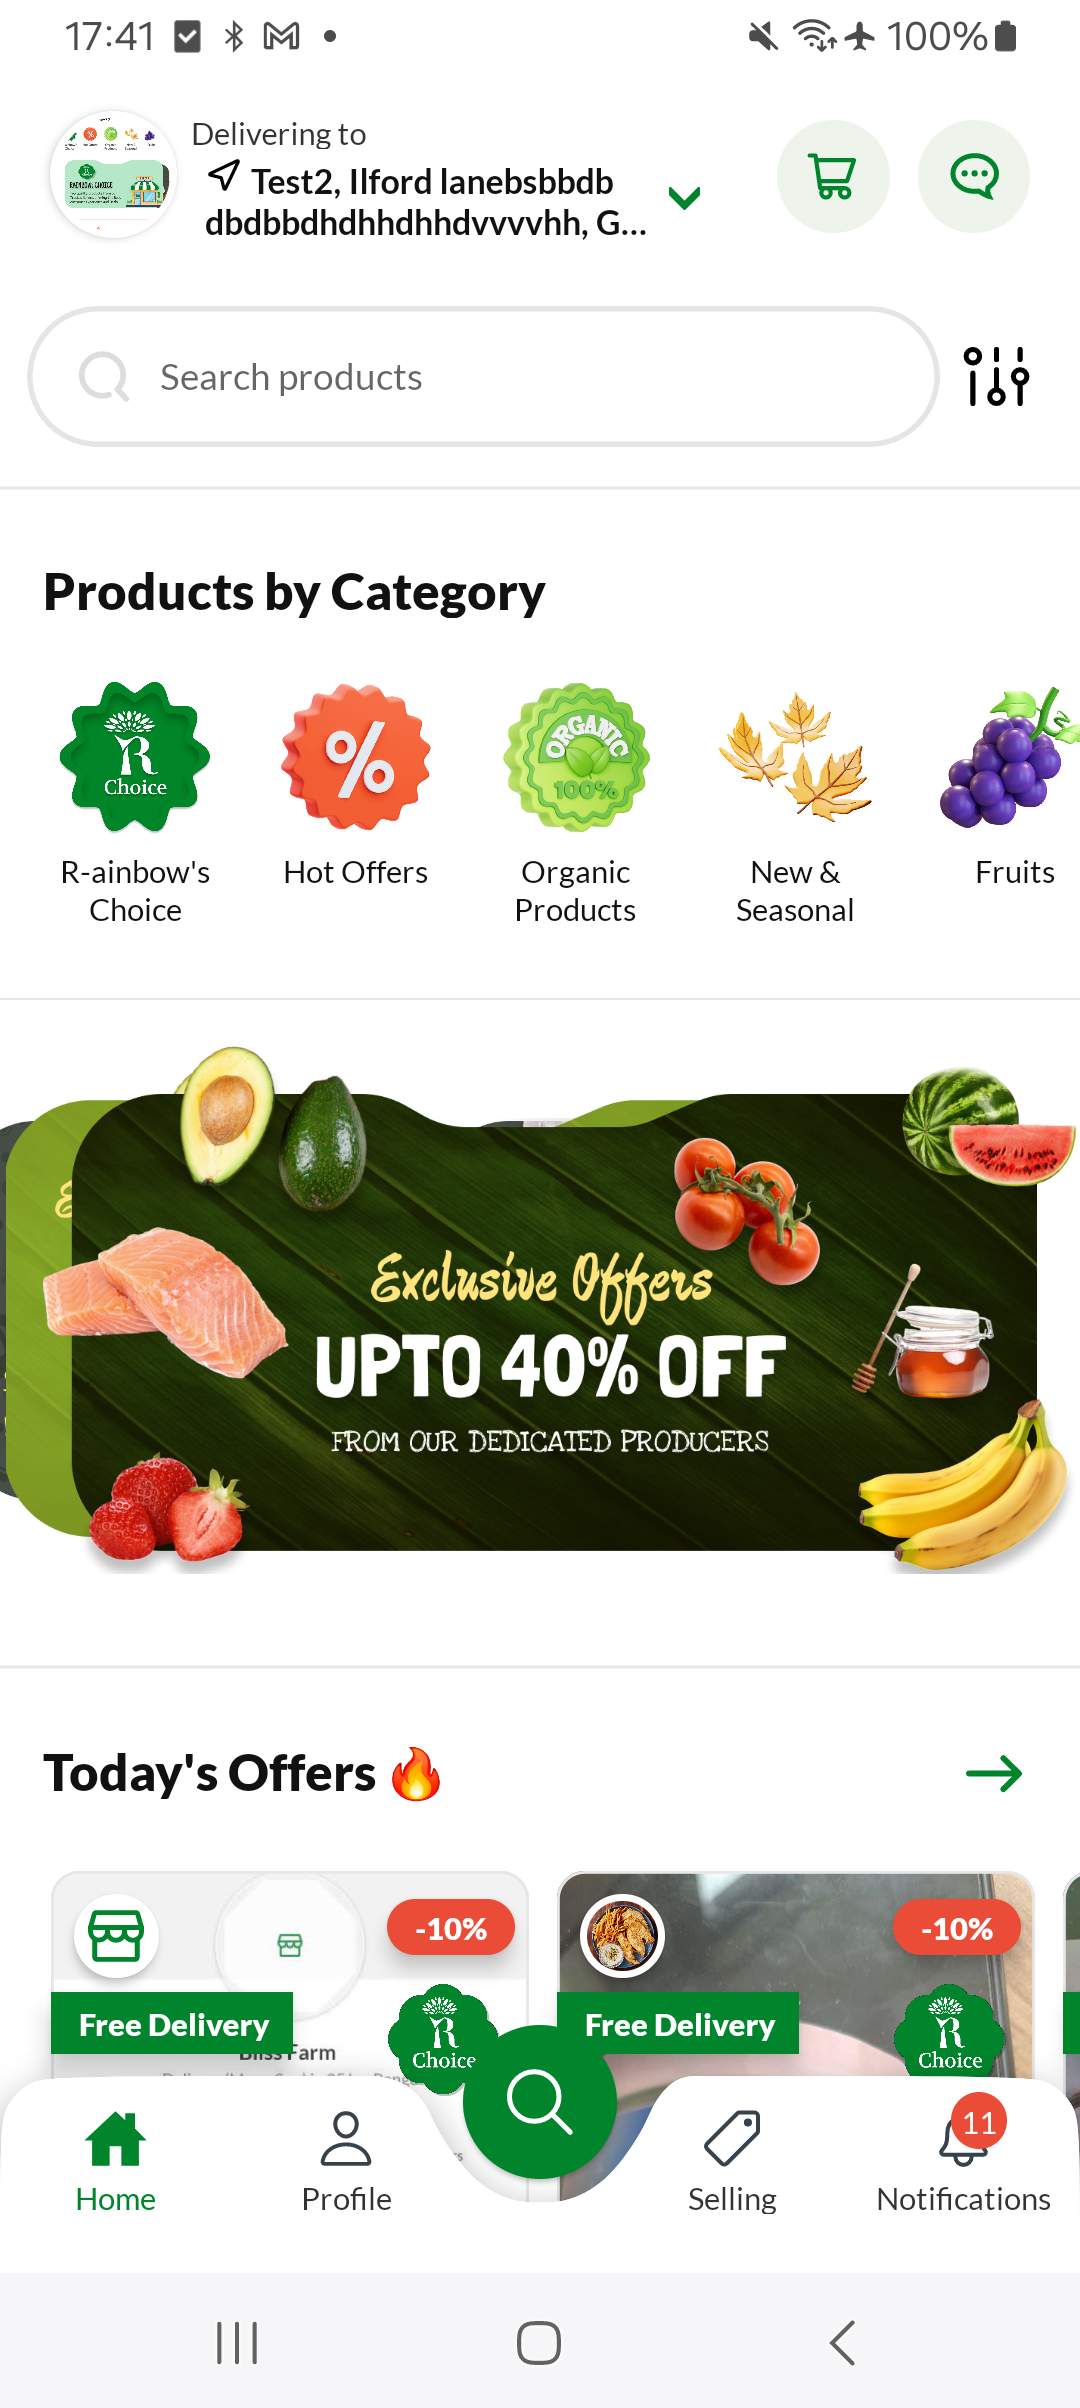 17:41
100%
Delivering to
Test2, Ilford lanebsbbdb
dbdbbdhdhhdhhdvvvvhh, G...
Search products
Products by Category
Choice
ORGANIC
100%
R-ainbow's
Choice
Hot Offers
Organic
Products
New &
Seasonal
Fruits
Exclusive Offers
UPTO 40% OFF
FROM OUR DEDICATED PRODUCERS
Today's Offers
-10%
-10%
Free Delivery
Choice
Free Delivery
Choice
Bliss Farm
11
Home
Profile
Selling
Notifications